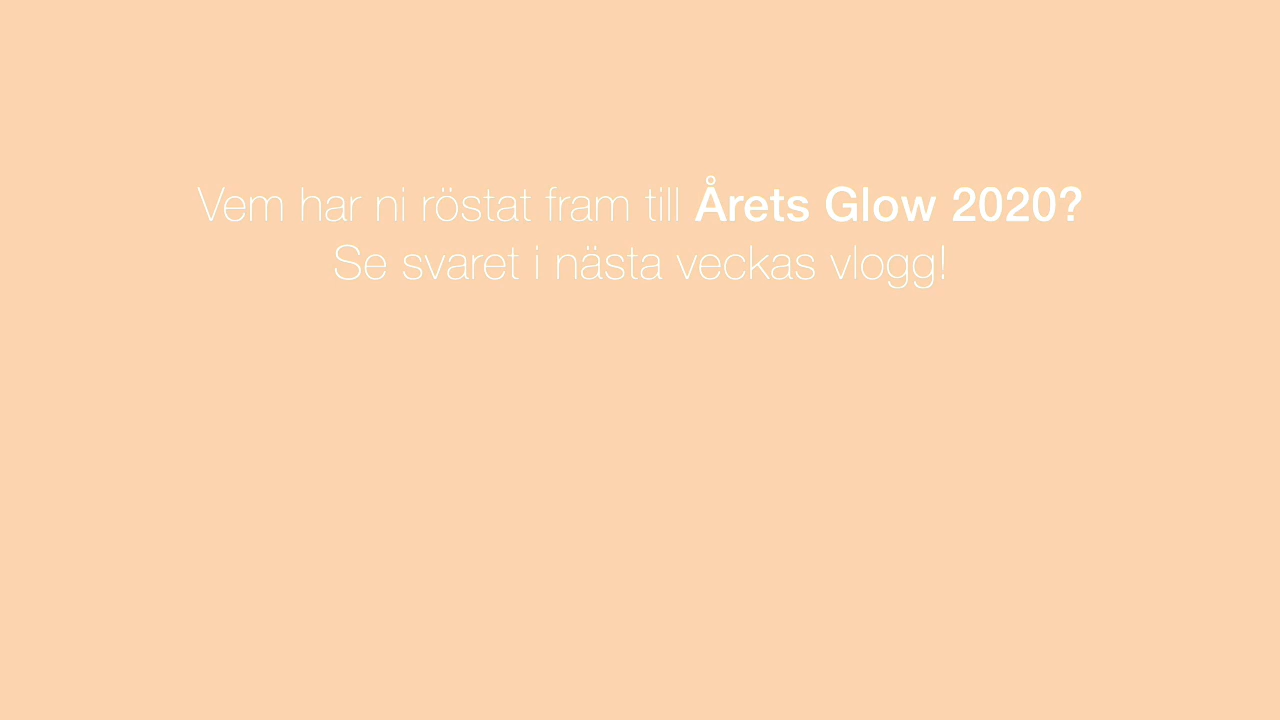 Vem har ni röstat fram till Årets Glow 2020?
Se svaret i nästa veckas vlogg!